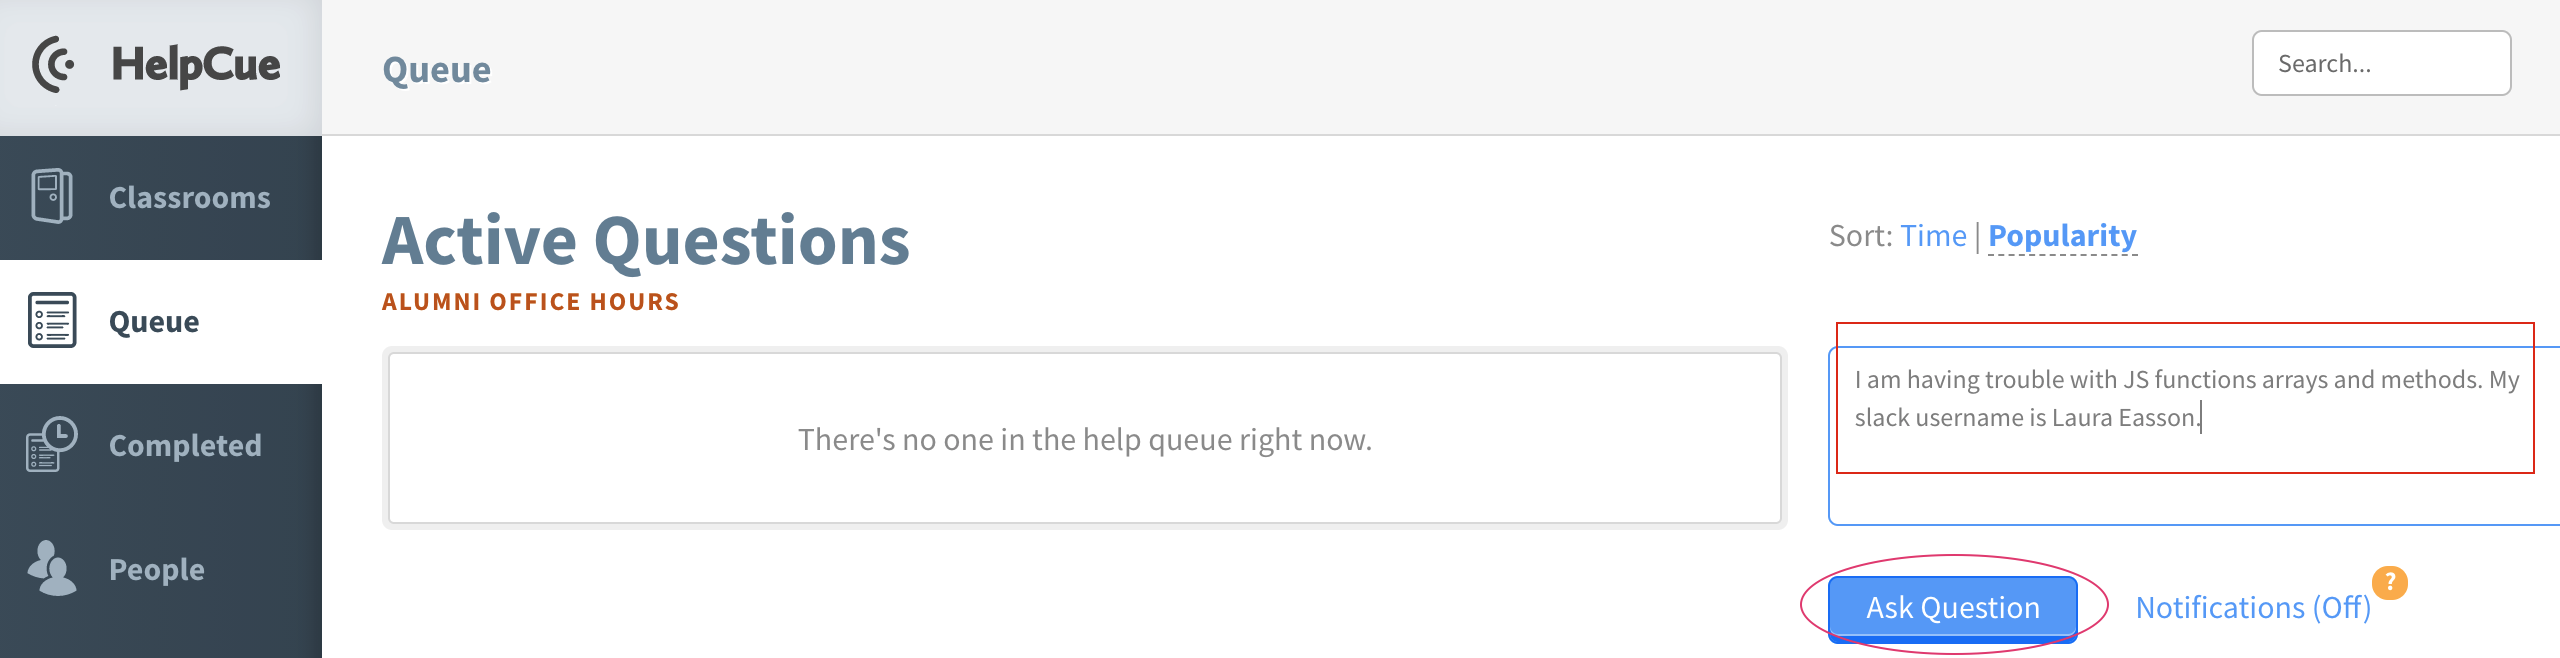 HelpCue
Queue
Search...
Classrooms
Queue
Completed
People
Active Questions
ALUMNI OFFICE HOURS
Sort: Time | Popularity
There's no one in the help queue right now.
I am having trouble with JS functions arrays and methods. My
slack username is Laura Easson.
Ask Question
Notifications (Off)
?